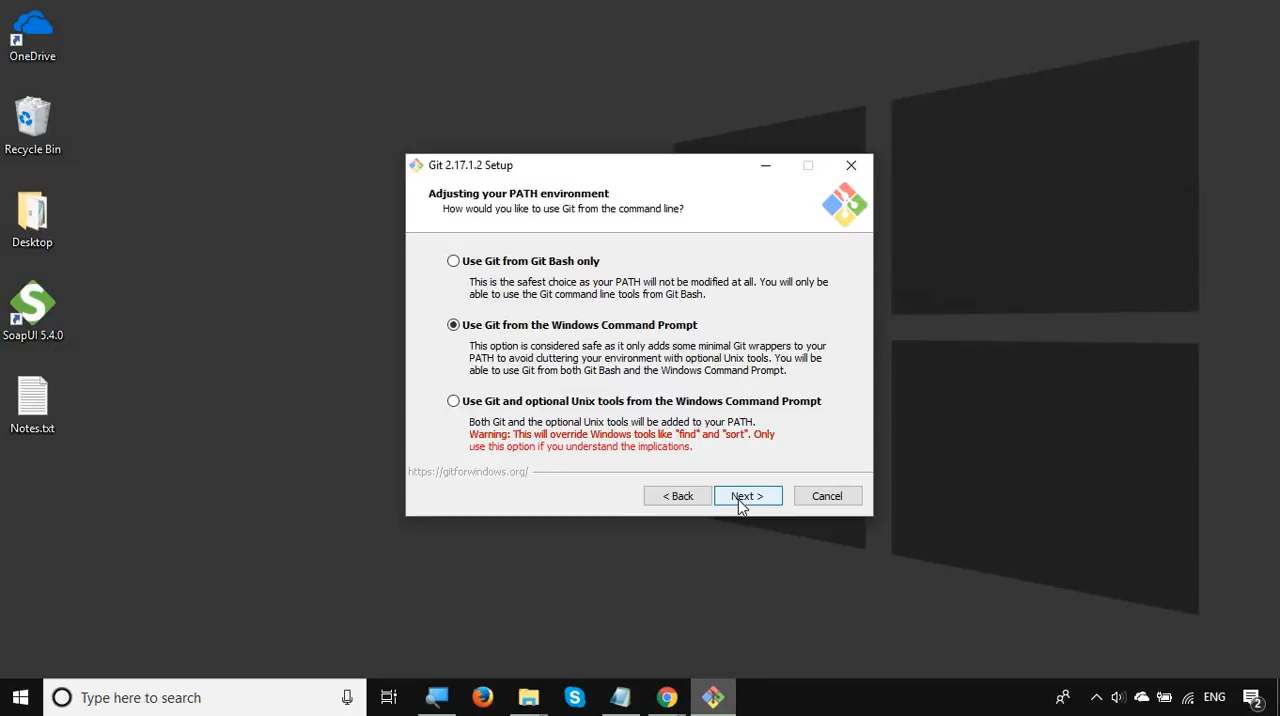 OneDrive
Recycle Bin
Desktop
SoapUI 5.4.0
Notes.txt
Git 2.17.1.2 Setup
Adjusting your PATH environment
How would you like to use Git from the command line?
Use Git from Git Bash only
This is the safest choice as your PATH will not be modified at all. You will only be
able to use the Git command line tools from Git Bash.
Use Git from the Windows Command Prompt
This option is considered safe as it only adds some minimal Git wrappers to your
PATH to avoid cluttering your environment with optional Unix tools. You will be
able to use Git from both Git Bash and the Windows Command Prompt.
Use Git and optional Unix tools from the Windows Command Prompt
Both Git and the optional Unix tools will be added to your PATH.
Warning: This will override Windows tools like "find" and "sort". Only
use this option if you understand the implications.
https://gitforwindows.org/
< Back
Next >
Cancel
Type here to search
ENG
2